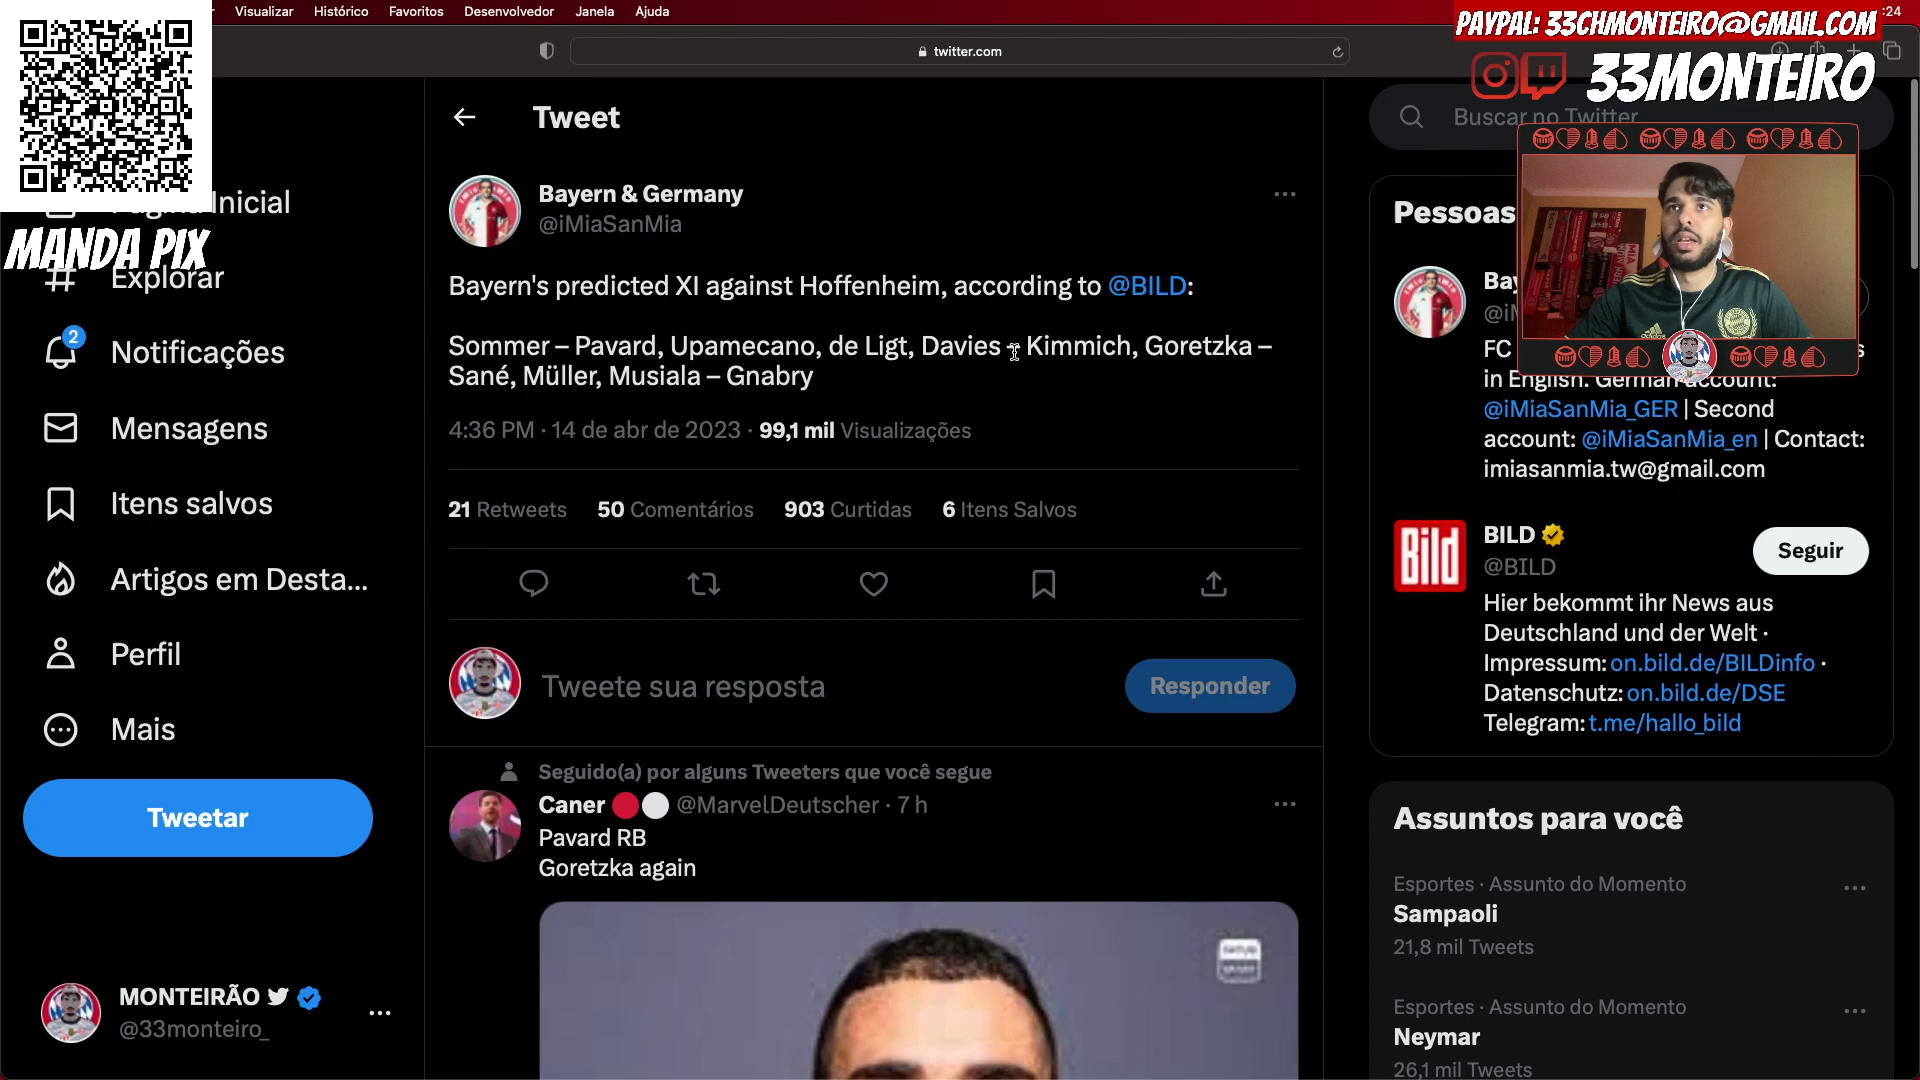 Visualizar Histórico Favoritos Desenvolvedor Janela Ajuda
:24
twitter.com
PAYPAL: 33CHMONTEIRO@GMAIL.COM
33MONTEIRO
MANDA PIX
Inicial
Explorar
2
Notificações
Mensagens
Itens salvos
Artigos em Desta...
Perfil
Mais
Tweetar
MONTEIRÃO
@33monteiro_
Tweet
Bayern & Germany
@iMiaSanMia
Bayern's predicted XI against Hoffenheim, according to @BILD:
Sommer – Pavard, Upamecano, de Ligt, Davies – Kimmich, Goretzka –
Sané, Müller, Musiala – Gnabry
4:36 PM · 14 de abr de 2023 · 99,1 mil Visualizações
21 Retweets 50 Comentários 903 Curtidas 6 Itens Salvos
Tweete sua resposta
Responder
Seguido(a) por alguns Tweeters que você segue
Caner @MarvelDeutscher · 7 h
Pavard RB
Goretzka again
Buscar no Twitter
Pessoas
Bay
@iM
FC
in English. German account:
@iMiaSanMia_GER | Second
account: @iMiaSanMia_en | Contact:
imiasanmia.tw@gmail.com
Bild
BILD
@BILD
Seguir
Hier bekommt ihr News aus
Deutschland und der Welt ·
Impressum: on.bild.de/BILDinfo ·
Datenschutz: on.bild.de/DSE
Telegram: t.me/hallo_bild
Assuntos para você
Esportes · Assunto do Momento
Sampaoli
21,8 mil Tweets
Esportes · Assunto do Momento
Neymar
26,1 mil Tweets